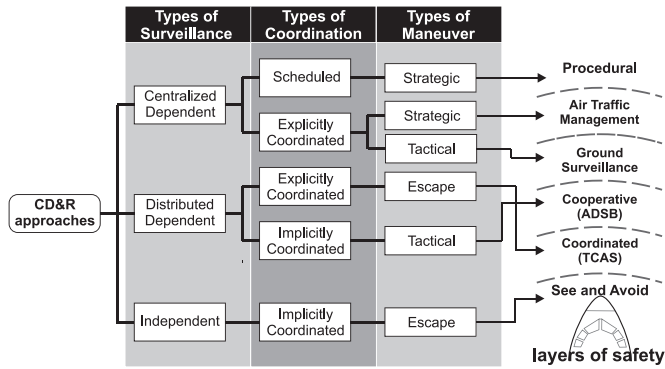 Types of
Surveillance
Types of
Coordination
Types of
Maneuver
CD&R
approaches
Centralized
Dependent
Scheduled
Strategic
Procedural
Explicitly
Coordinated
Strategic
Air Traffic
Management
Tactical
Ground
Surveillance
Distributed
Dependent
Explicitly
Coordinated
Escape
Cooperative
(ADSB)
Implicitly
Coordinated
Tactical
Coordinated
(TCAS)
Independent
Implicitly
Coordinated
Escape
See and Avoid
layers of safety